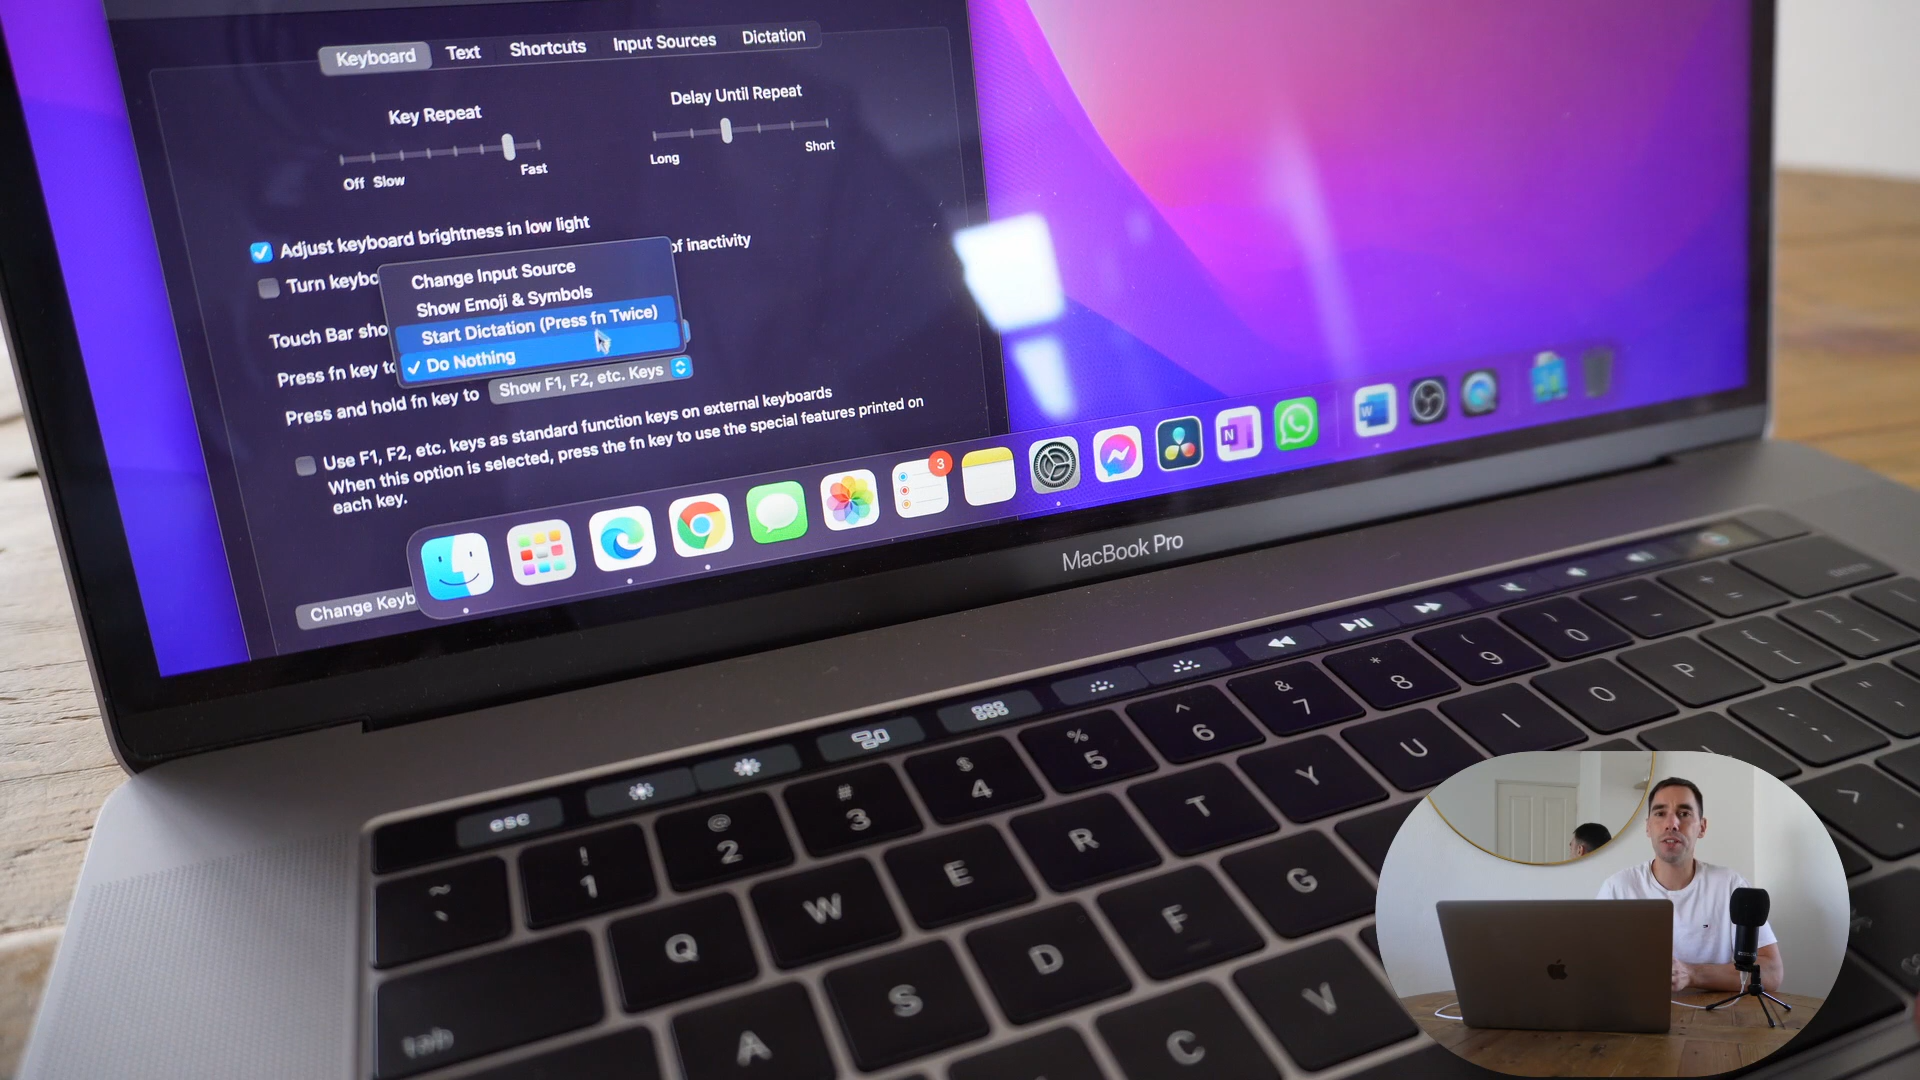 Keyboard Text Shortcuts Input Sources Dictation
Key Repeat
Delay Until Repeat
Off Slow
Fast
Long
Short
Adjust keyboard brightness in low light
Turn keybo
of inactivity
Change Input Source
Show Emoji & Symbols
Touch Bar sho
Start Dictation (Press fn Twice)
Press fn key to
✓ Do Nothing
Press and hold fn key to
Show F1, F2, etc. Keys
Use F1, F2, etc. keys as standard function keys on external keyboards
When this option is selected, press the fn key to use the special features printed on
each key.
3
W
N
Change Keyb
MacBook Pro
esc
~ `
! 1
@ 2
# 3
$ 4
% 5
^ 6
& 7
* 8
( 9
) 0
_ -
+ =
delete
tab
Q W E R T Y U I O P
A S D F G
C V